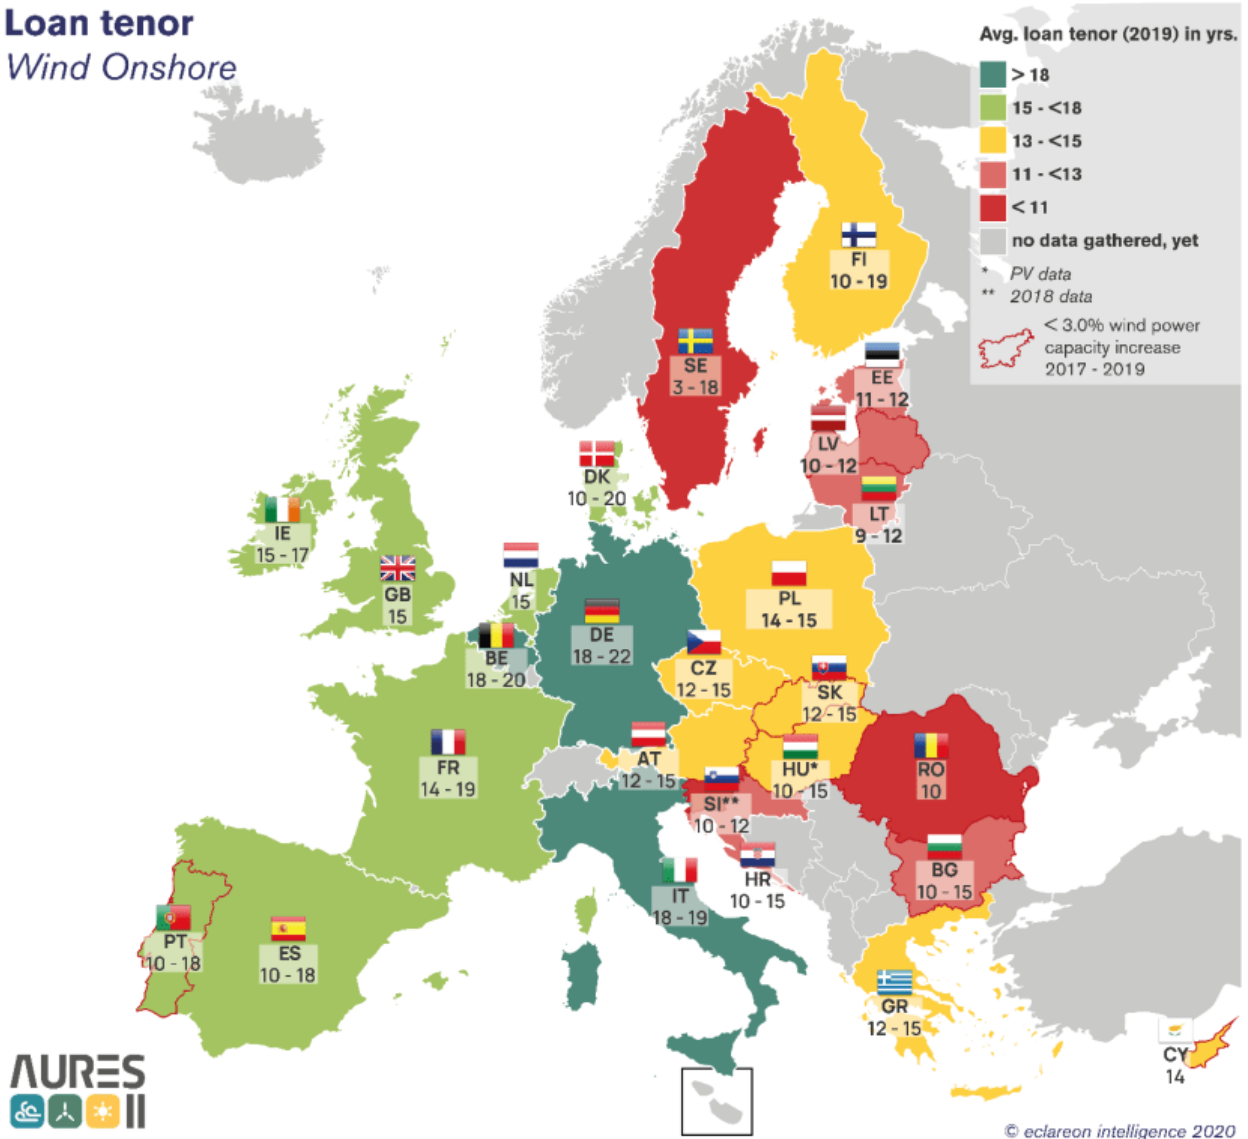 Loan tenor
Wind Onshore
Avg. loan tenor (2019) in yrs.
> 18
15 - <18
13 - <15
11 - <13
< 11
no data gathered, yet
* PV data
** 2018 data
< 3.0% wind power
capacity increase
2017 - 2019
FI
10 - 19
SE
3 - 18
EE
11 - 12
LV
10 - 12
LT
9 - 12
DK
10 - 20
IE
15 - 17
GB
15
NL
15
BE
18 - 20
DE
18 - 22
PL
14 - 15
CZ
12 - 15
SK
12 - 15
AT
12 - 15
HU*
10 - 15
RO
10
FR
14 - 19
SI**
10 - 12
HR
10 - 15
BG
10 - 15
IT
18 - 19
PT
10 - 18
ES
10 - 18
GR
12 - 15
CY
14
AURES
II
© eclareon intelligence 2020